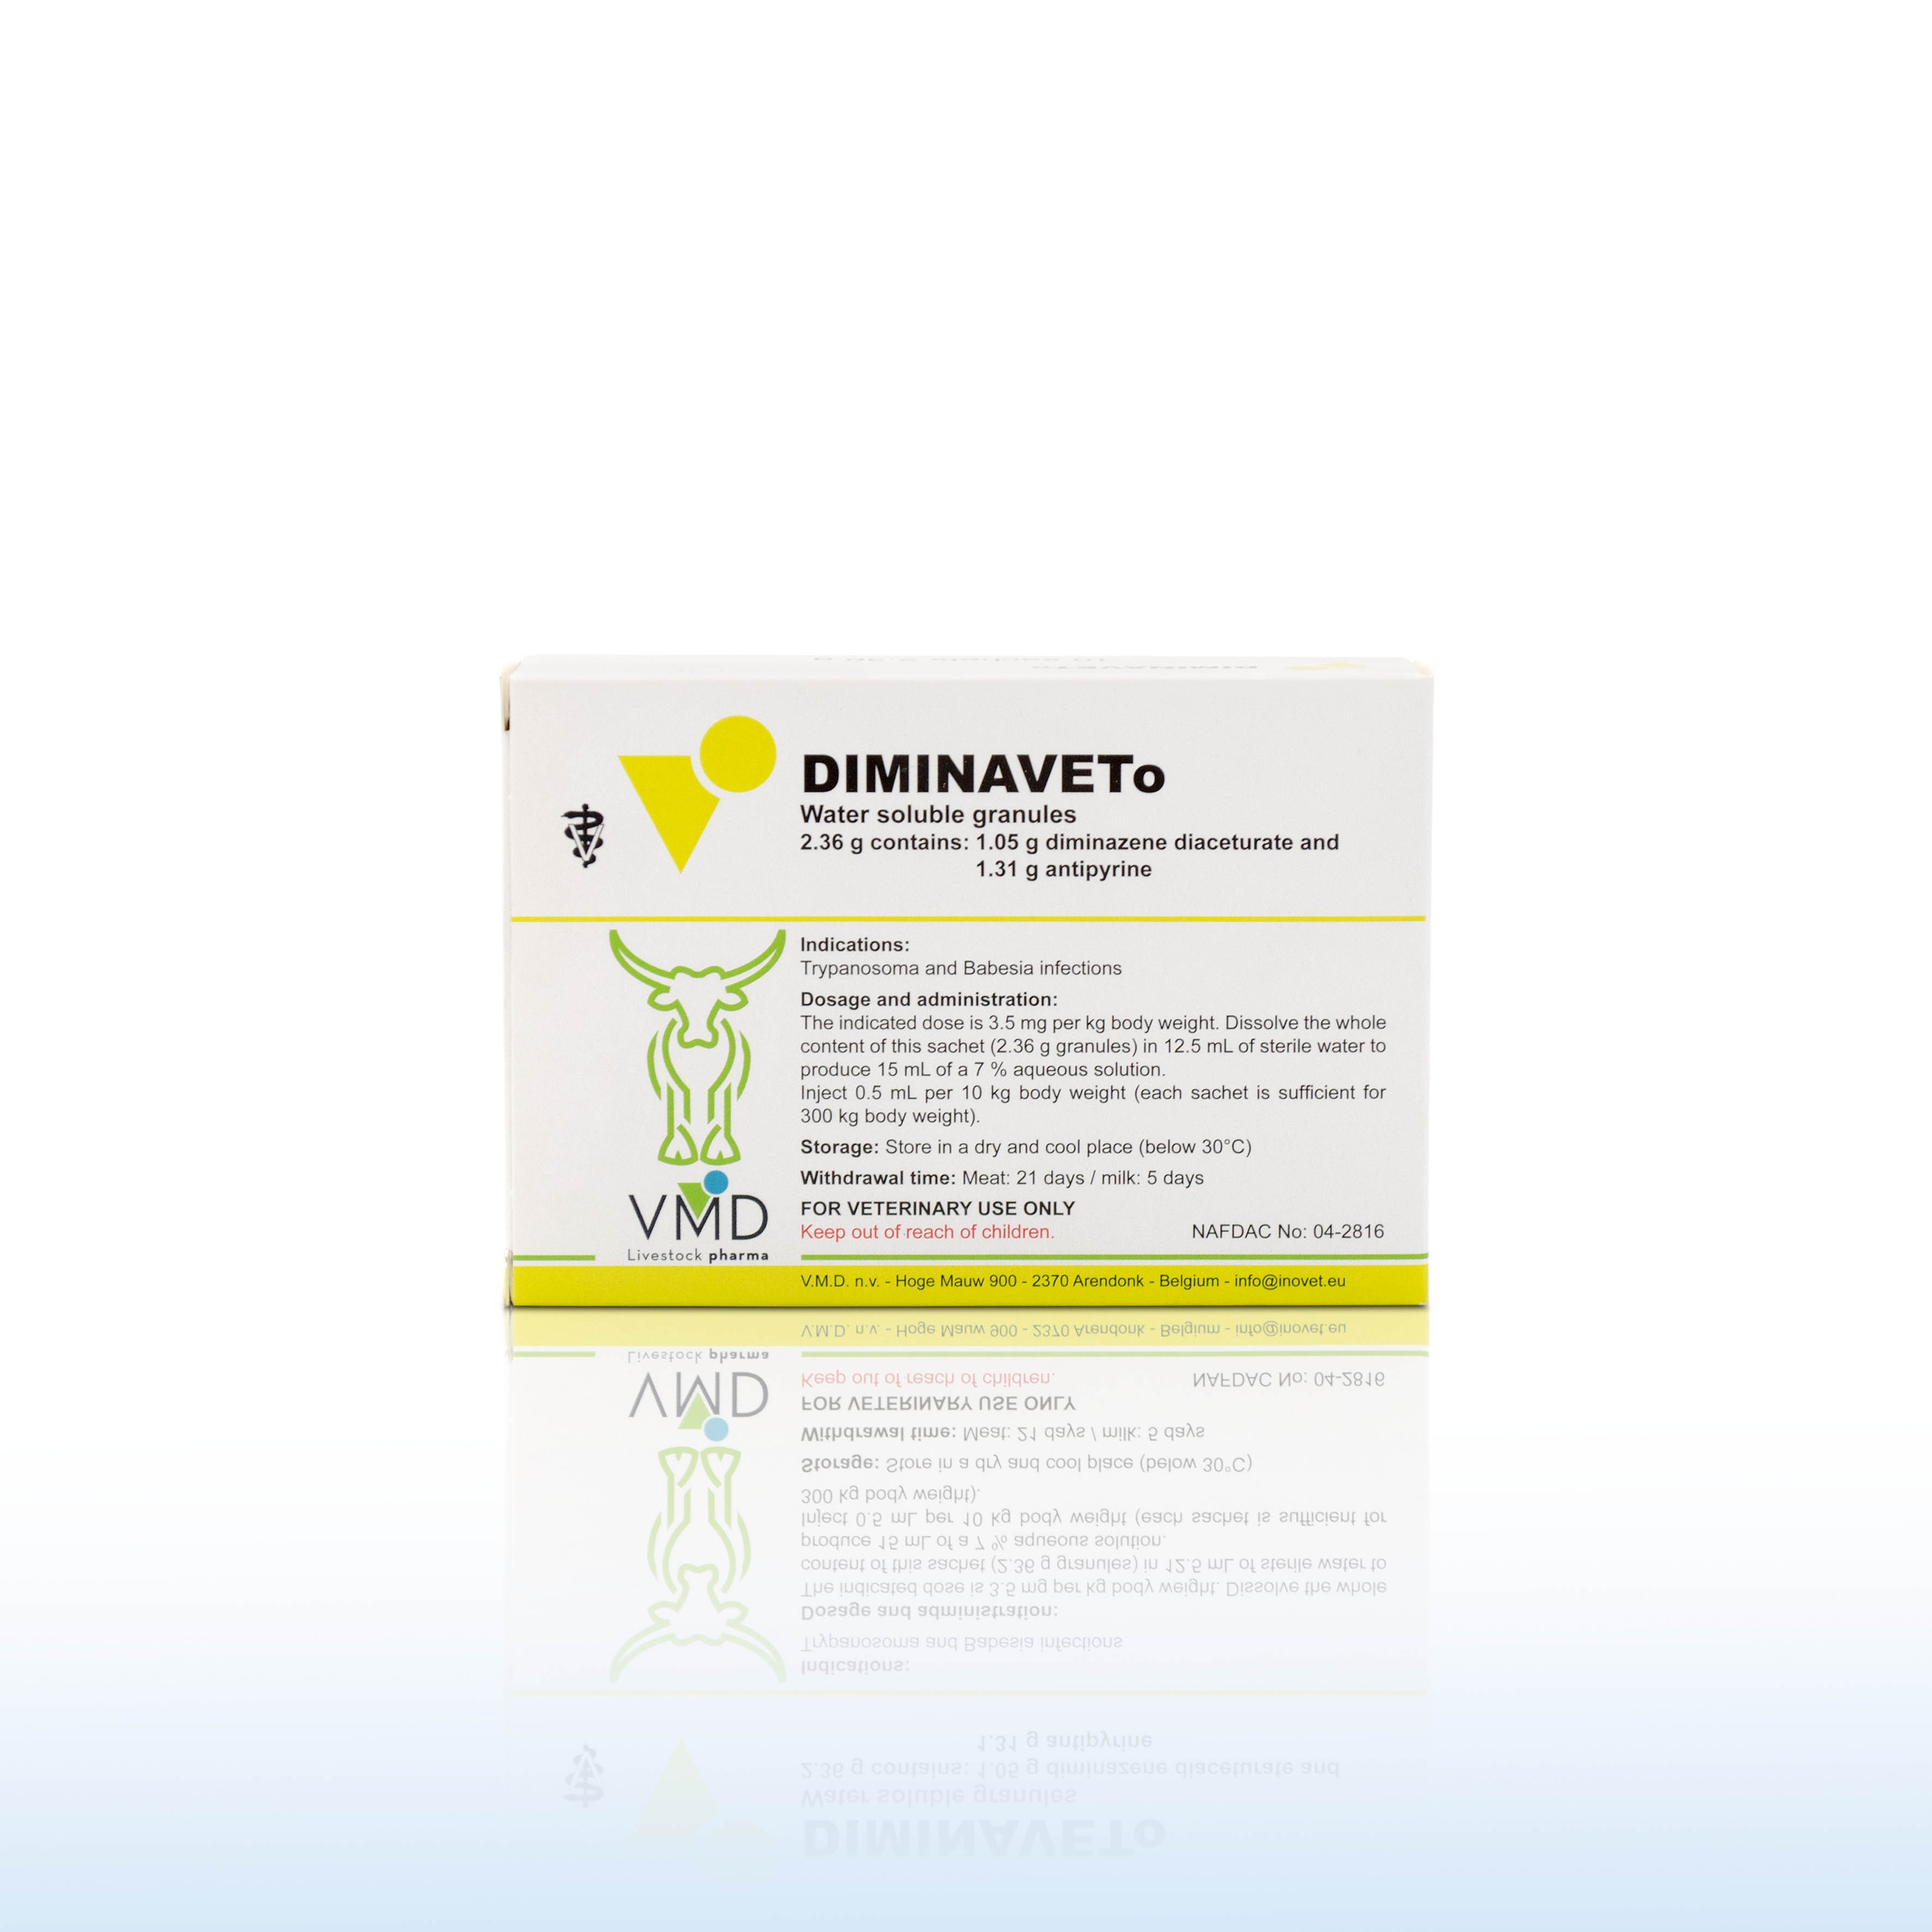 DIMINAVETo
Water soluble granules
2.36 g contains: 1.05 g diminazene diaceturate and
1.31 g antipyrine
Indications:
Trypanosoma and Babesia infections
Dosage and administration:
The indicated dose is 3.5 mg per kg body weight. Dissolve the whole
content of this sachet (2.36 g granules) in 12.5 mL of sterile water to
produce 15 mL of a 7 % aqueous solution.
Inject 0.5 mL per 10 kg body weight (each sachet is sufficient for
300 kg body weight).
Storage: Store in a dry and cool place (below 30°C)
Withdrawal time: Meat: 21 days / milk: 5 days
FOR VETERINARY USE ONLY
Keep out of reach of children. NAFDAC No: 04-2816
VMD
Livestock pharma
V.M.D. n.v. - Hoge Mauw 900 - 2370 Arendonk - Belgium - info@inovet.eu